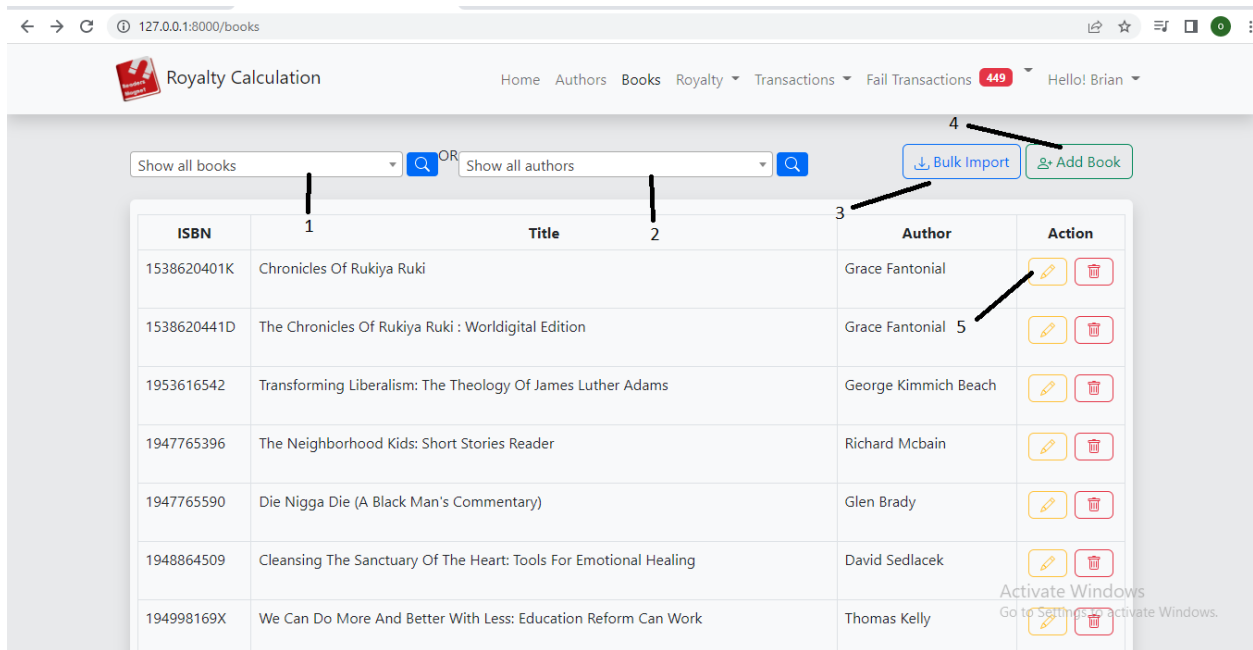 127.0.0.1:8000/books
Royalty Calculation Home Authors Books Royalty Transactions Fail Transactions 449 Hello! Brian
4
Show all books OR Show all authors Bulk Import Add Book
3
1 2
ISBN Title Author Action
1538620401K Chronicles Of Rukiya Ruki Grace Fantonial
5
1538620441D The Chronicles Of Rukiya Ruki : Worldigital Edition Grace Fantonial
1953616542 Transforming Liberalism: The Theology Of James Luther Adams George Kimmich Beach
1947765396 The Neighborhood Kids: Short Stories Reader Richard Mcbain
1947765590 Die Nigga Die (A Black Man's Commentary) Glen Brady
1948864509 Cleansing The Sanctuary Of The Heart: Tools For Emotional Healing David Sedlacek
Activate Windows
Go to Settings to activate Windows.
194998169X We Can Do More And Better With Less: Education Reform Can Work Thomas Kelly